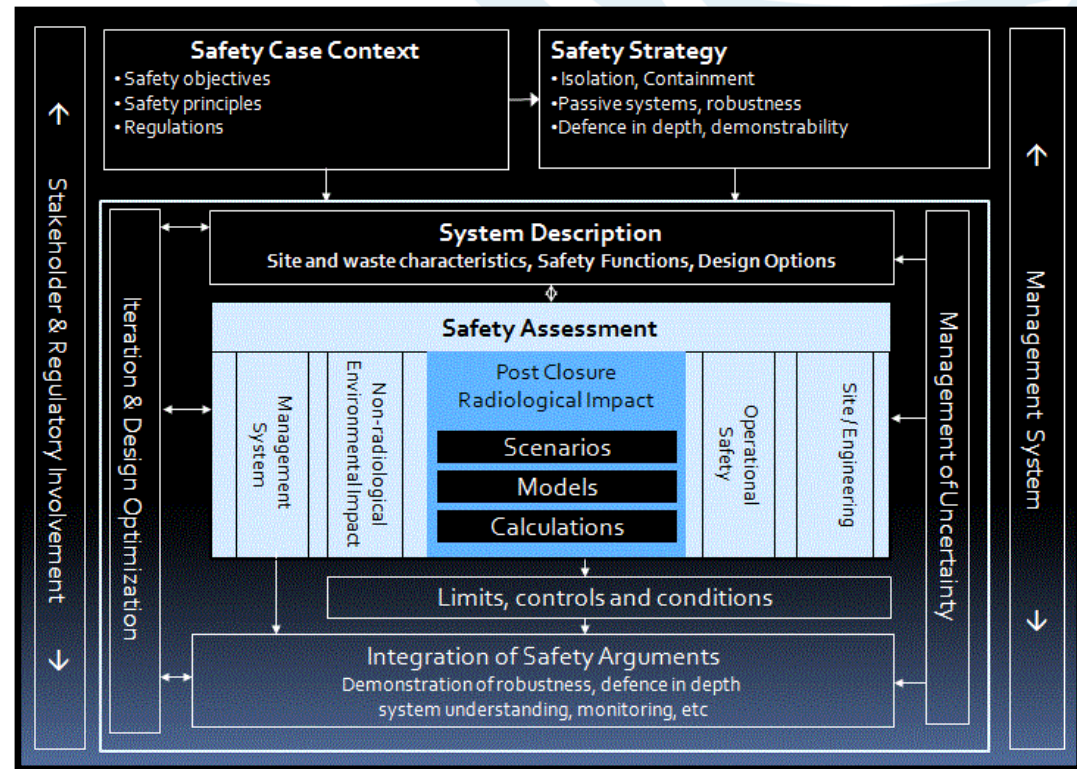 Safety Case Context
•Safety objectives
•Safety principles
•Regulations
Safety Strategy
•Isolation, Containment
•Passive systems, robustness
•Defence in depth, demonstrability
Stakeholder & Regulatory Involvement
Management System
Iteration & Design Optimization
Management of Uncertainty
System Description
Site and waste characteristics, Safety Functions, Design Options
Safety Assessment
Management
System
Non-radiological
Environmental Impact
Post Closure
Radiological Impact
Scenarios
Models
Calculations
Operational
Safety
Site / Engineering
Limits, controls and conditions
Integration of Safety Arguments
Demonstration of robustness, defence in depth
system understanding, monitoring, etc